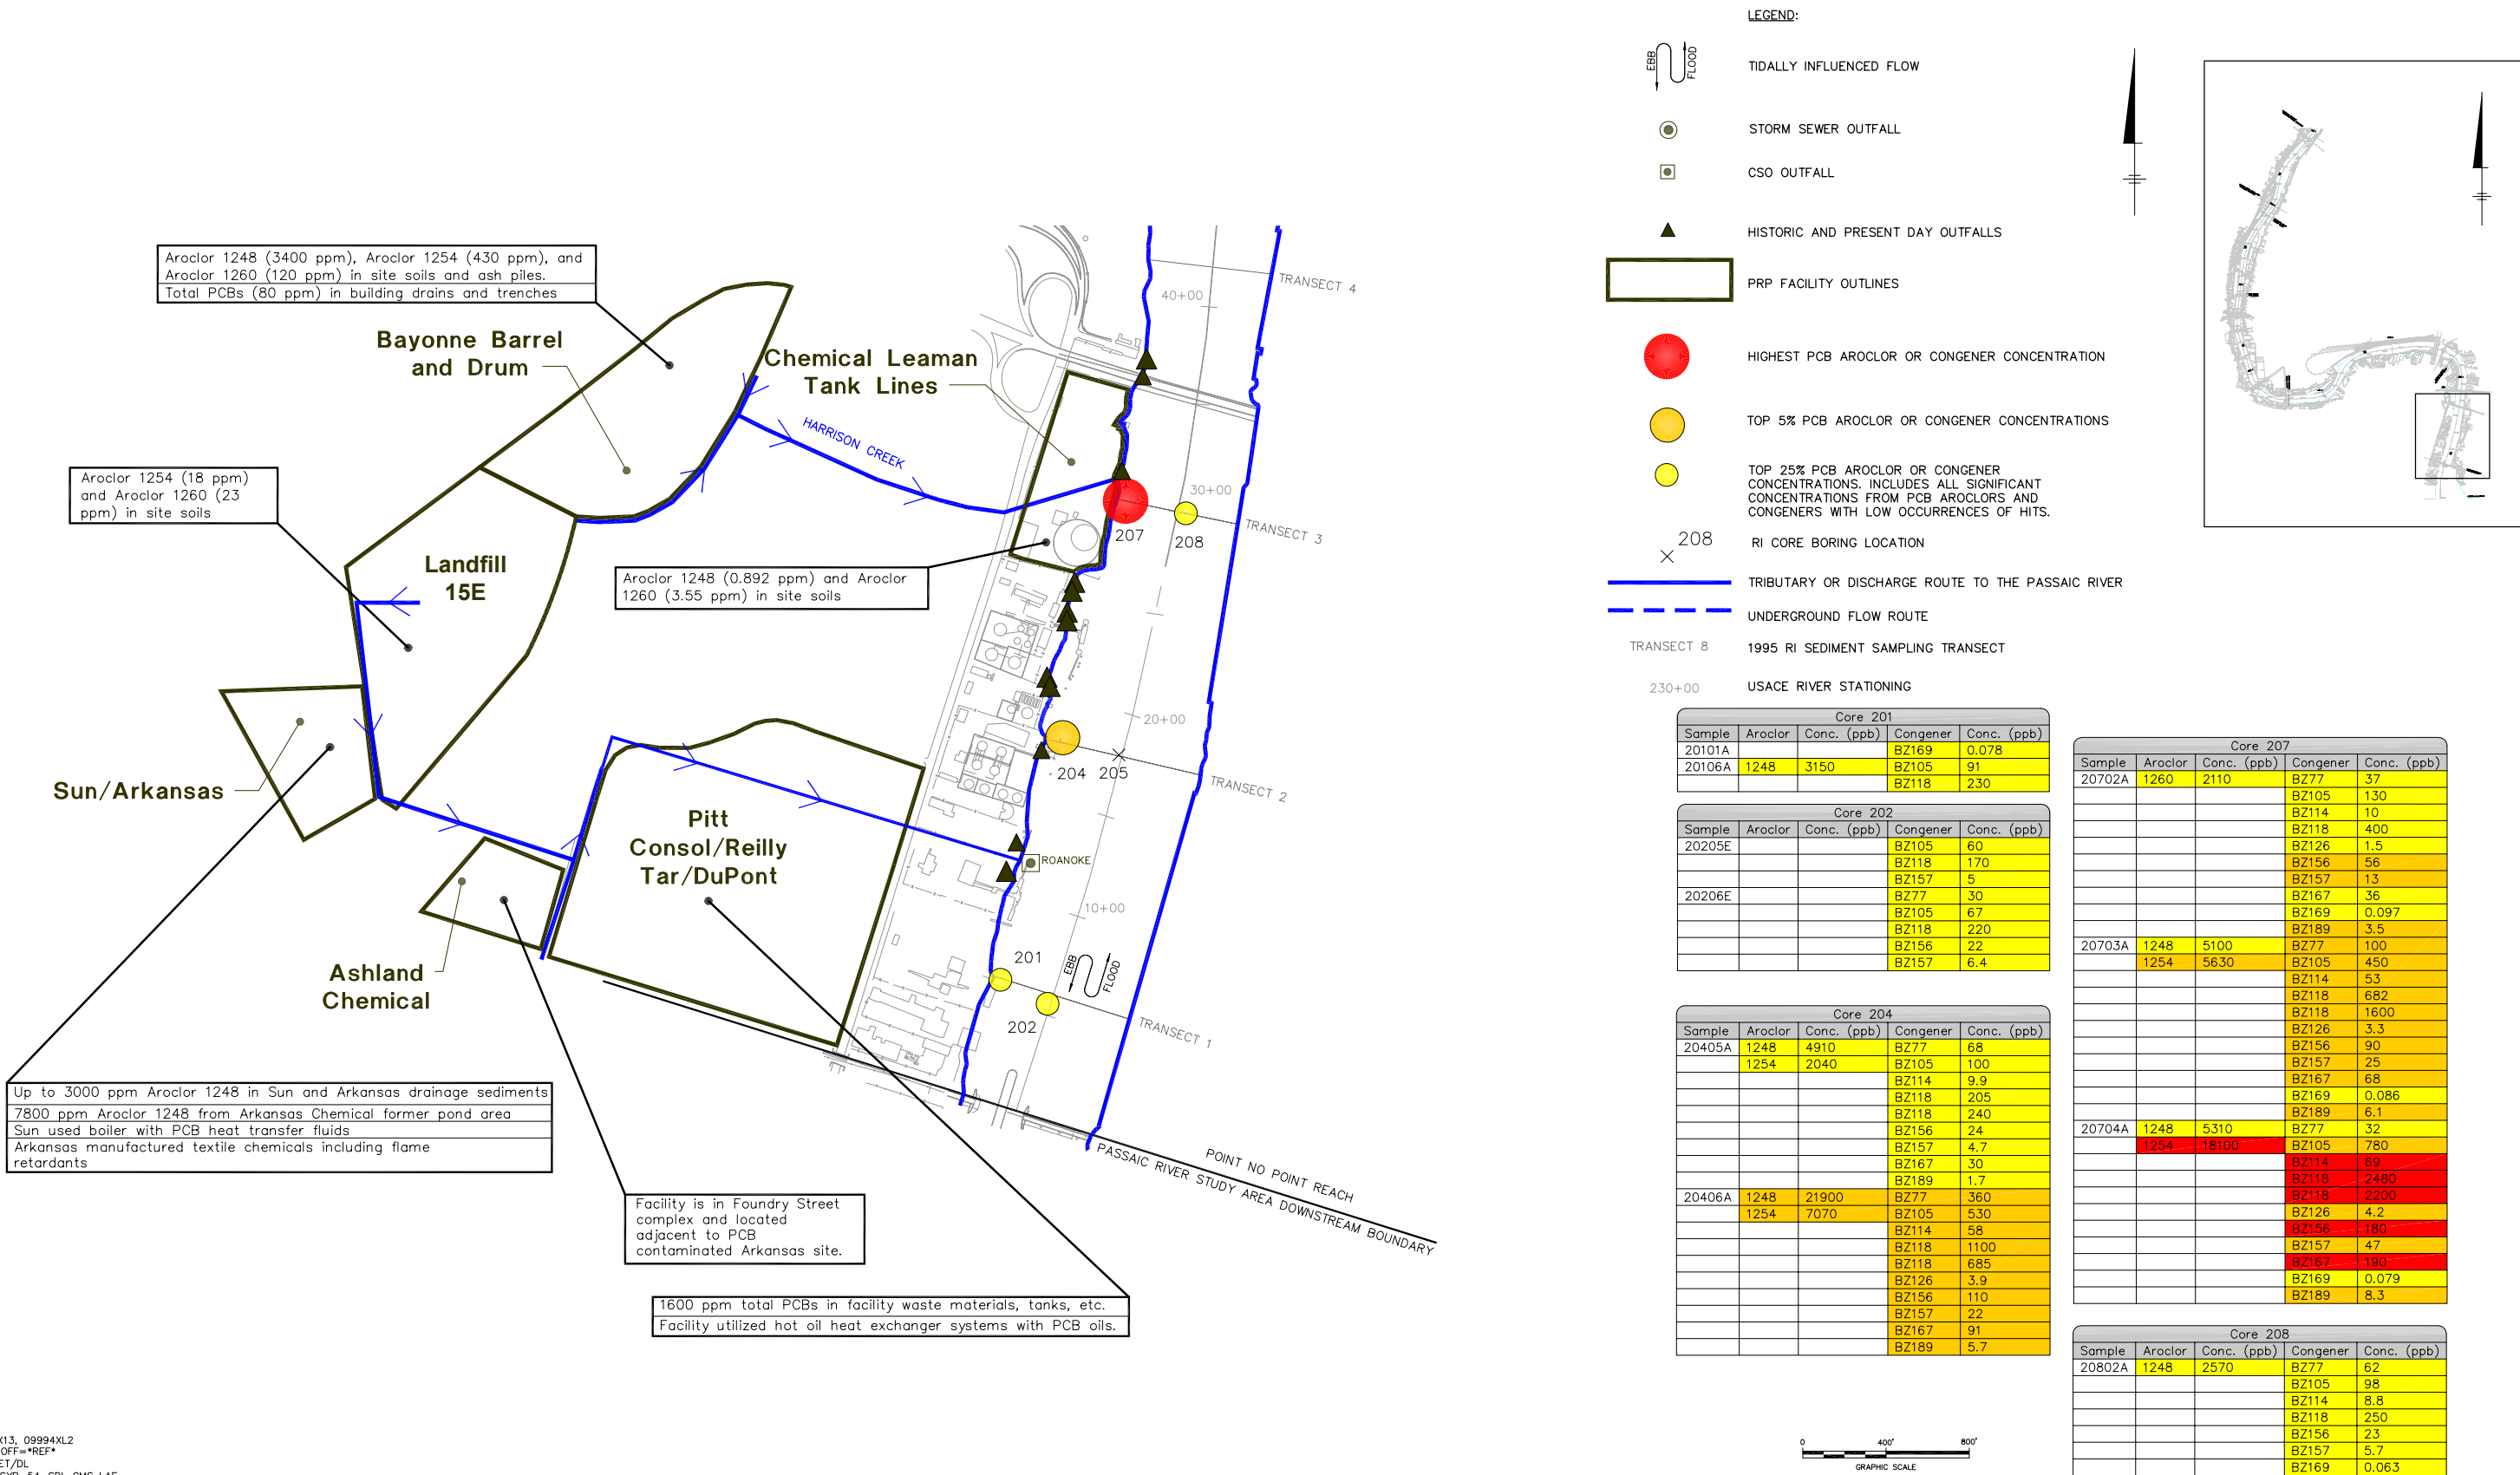 LEGEND:
EBB
FLOOD
TIDALLY INFLUENCED FLOW
STORM SEWER OUTFALL
CSO OUTFALL
HISTORIC AND PRESENT DAY OUTFALLS
PRP FACILITY OUTLINES
HIGHEST PCB AROCLOR OR CONGENER CONCENTRATION
TOP 5% PCB AROCLOR OR CONGENER CONCENTRATIONS
TOP 25% PCB AROCLOR OR CONGENER
CONCENTRATIONS. INCLUDES ALL SIGNIFICANT
CONCENTRATIONS FROM PCB AROCLORS AND
CONGENERS WITH LOW OCCURRENCES OF HITS.
208 RI CORE BORING LOCATION
TRIBUTARY OR DISCHARGE ROUTE TO THE PASSAIC RIVER
UNDERGROUND FLOW ROUTE
TRANSECT 8 1995 RI SEDIMENT SAMPLING TRANSECT
230+00 USACE RIVER STATIONING
Aroclor 1248 (3400 ppm), Aroclor 1254 (430 ppm), and
Aroclor 1260 (120 ppm) in site soils and ash piles.
Total PCBs (80 ppm) in building drains and trenches
Bayonne Barrel
and Drum
Chemical Leaman
Tank Lines
HARRISON CREEK
TRANSECT 4
40+00
Aroclor 1254 (18 ppm)
and Aroclor 1260 (23
ppm) in site soils
30+00
TRANSECT 3
207
208
Landfill
15E
Aroclor 1248 (0.892 ppm) and Aroclor
1260 (3.55 ppm) in site soils
20+00
204 205
TRANSECT 2
Sun/Arkansas
Pitt
Consol/Reilly
Tar/DuPont
ROANOKE
10+00
Ashland
Chemical
201
EBB
FLOOD
202
TRANSECT 1
Up to 3000 ppm Aroclor 1248 in Sun and Arkansas drainage sediments
7800 ppm Aroclor 1248 from Arkansas Chemical former pond area
Sun used boiler with PCB heat transfer fluids
Arkansas manufactured textile chemicals including flame
retardants
POINT NO POINT REACH
PASSAIC RIVER STUDY AREA DOWNSTREAM BOUNDARY
Facility is in Foundry Street
complex and located
adjacent to PCB
contaminated Arkansas site.
1600 ppm total PCBs in facility waste materials, tanks, etc.
Facility utilized hot oil heat exchanger systems with PCB oils.
Core 201
Sample Aroclor Conc. (ppb) Congener Conc. (ppb)
20101A BZ169 0.078
20106A 1248 3150 BZ105 91
BZ118 230
Core 202
Sample Aroclor Conc. (ppb) Congener Conc. (ppb)
20205E BZ105 60
BZ118 170
BZ157 5
20206E BZ77 30
BZ105 67
BZ118 220
BZ156 22
BZ157 6.4
Core 204
Sample Aroclor Conc. (ppb) Congener Conc. (ppb)
20405A 1248 4910 BZ77 68
1254 2040 BZ105 100
BZ114 9.9
BZ118 205
BZ118 240
BZ156 24
BZ157 4.7
BZ167 30
BZ189 1.7
20406A 1248 21900 BZ77 360
1254 7070 BZ105 530
BZ114 58
BZ118 1100
BZ118 685
BZ126 3.9
BZ156 110
BZ157 22
BZ167 91
BZ189 5.7
Core 207
Sample Aroclor Conc. (ppb) Congener Conc. (ppb)
20702A 1260 2110 BZ77 37
BZ105 130
BZ114 10
BZ118 400
BZ126 1.5
BZ156 56
BZ157 13
BZ167 36
BZ169 0.097
BZ189 3.5
20703A 1248 5100 BZ77 100
1254 5630 BZ105 450
BZ114 53
BZ118 682
BZ118 1600
BZ126 3.3
BZ156 90
BZ157 25
BZ167 68
BZ169 0.086
BZ189 6.1
20704A 1248 5310 BZ77 32
1254 18100 BZ105 780
BZ114 69
BZ118 2480
BZ118 2200
BZ126 4.2
BZ156 180
BZ157 47
BZ167 190
BZ169 0.079
BZ189 8.3
Core 208
Sample Aroclor Conc. (ppb) Congener Conc. (ppb)
20802A 1248 2570 BZ77 62
BZ105 98
BZ114 8.8
BZ118 250
BZ156 23
BZ157 5.7
BZ169 0.063
0 400' 800'
GRAPHIC SCALE
X13, 09994XL2
OFF=*REF*
ET/DL